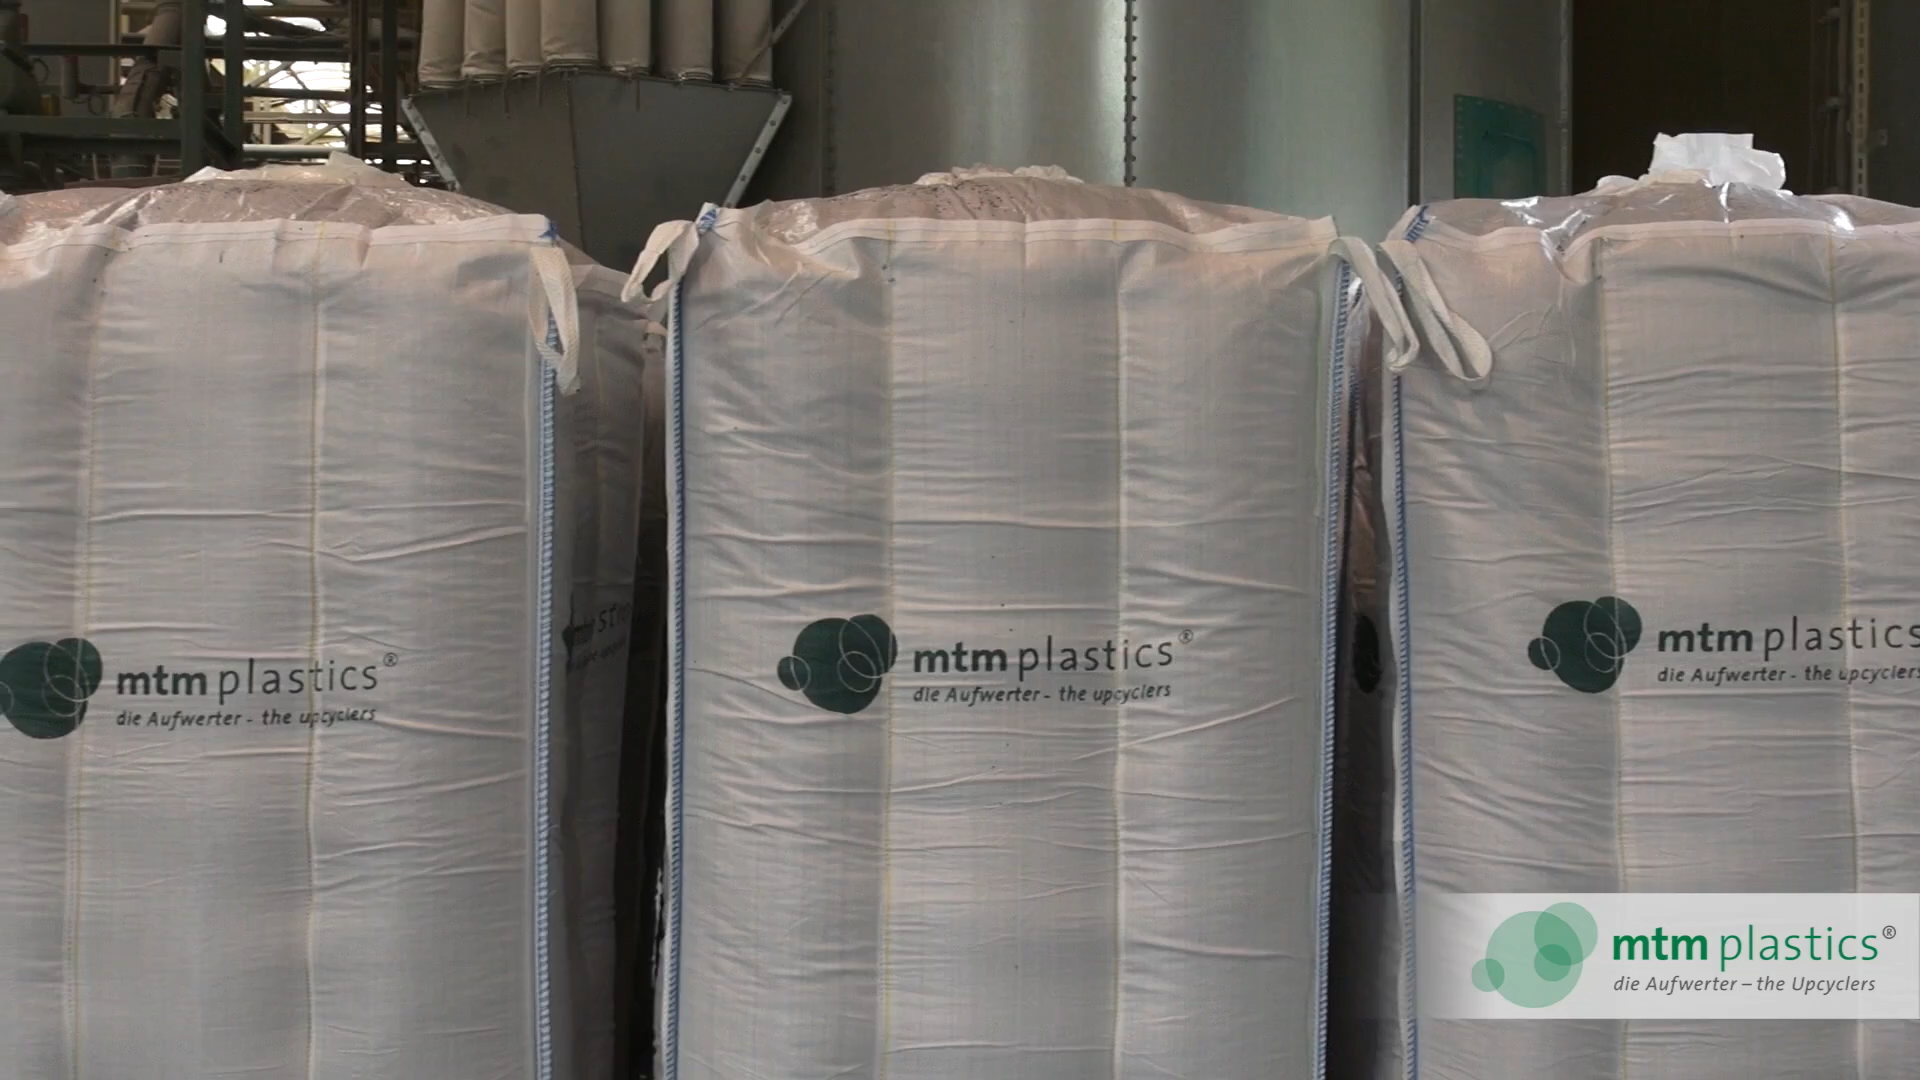 mtm plastics®
die Aufwerter - the upcyclers
mtm plastics®
die Aufwerter - the upcyclers
mtm plastics
die Aufwerter - the upcyclers
mtm plastics®
die Aufwerter – the Upcyclers